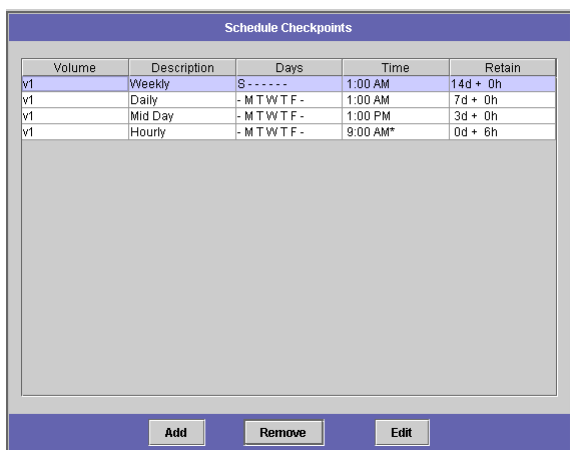 Schedule Checkpoints
Volume Description Days Time Retain
v1 Weekly S - - - - - - 1:00 AM 14d + 0h
v1 Daily - M T W T F - 1:00 AM 7d + 0h
v1 Mid Day - M T W T F - 1:00 PM 3d + 0h
v1 Hourly - M T W T F - 9:00 AM* 0d + 6h
Add Remove Edit